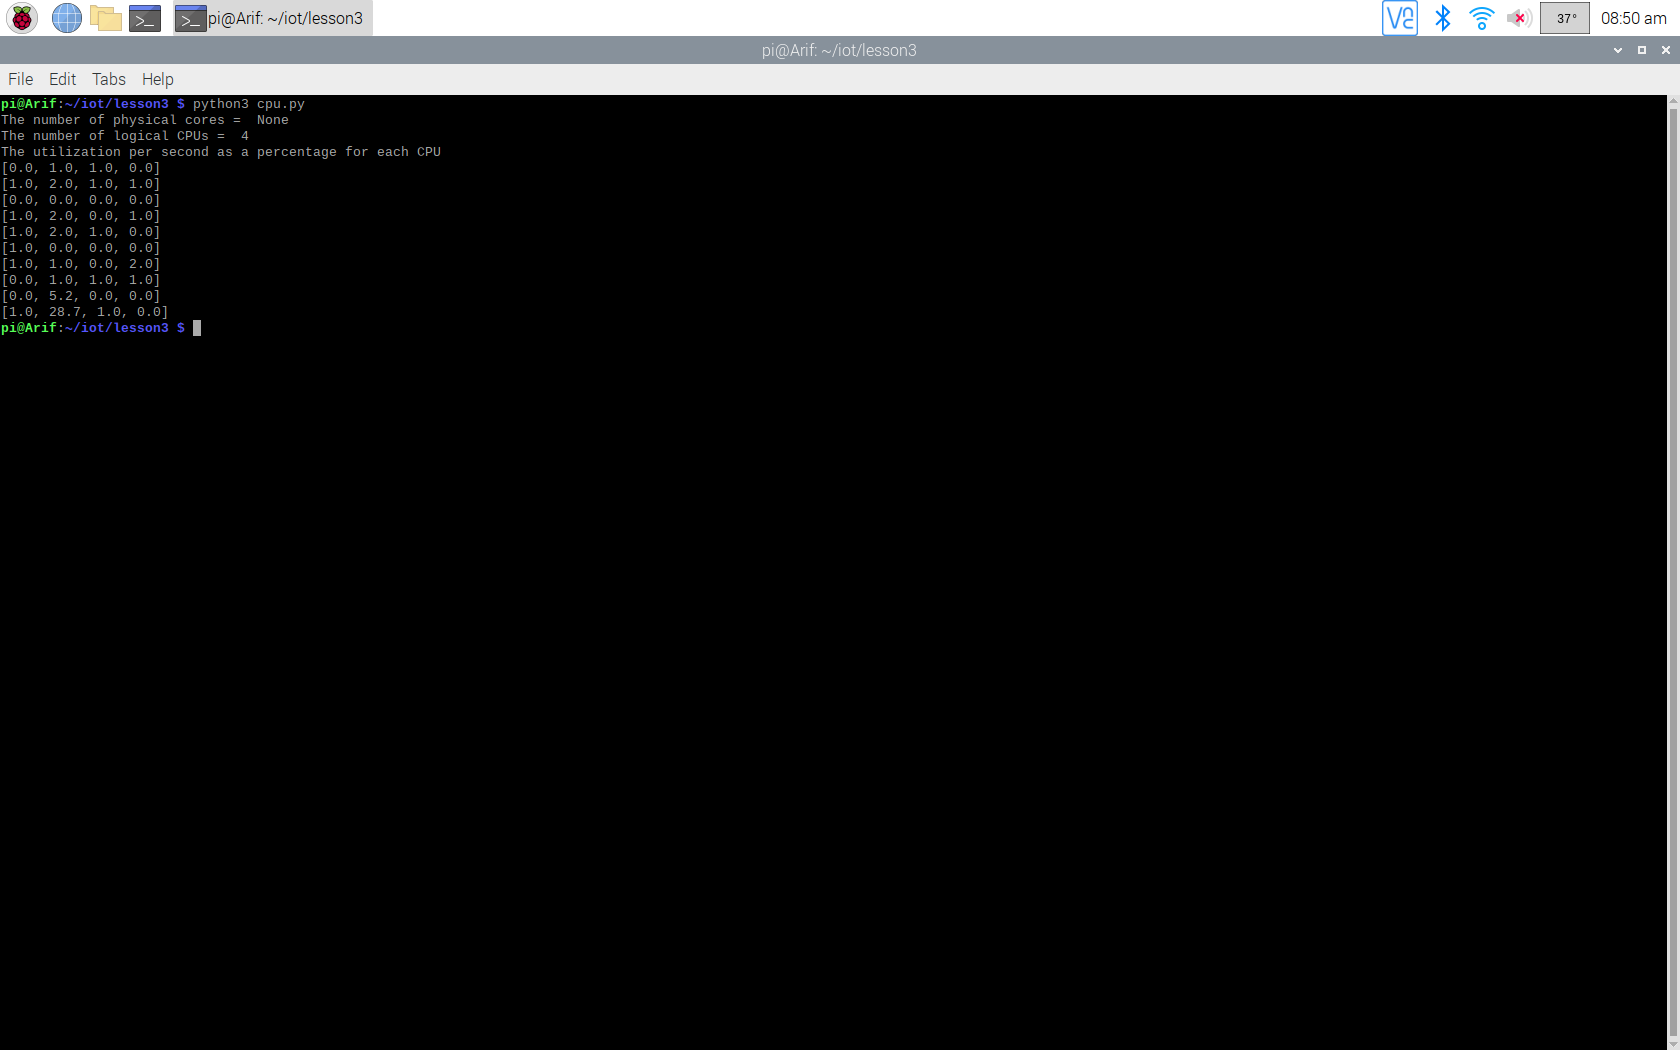 pi@Arif: ~/iot/lesson3
37°
08:50 am
pi@Arif: ~/iot/lesson3
File Edit Tabs Help
pi@Arif:~/iot/lesson3 $ python3 cpu.py
The number of physical cores =  None
The number of logical CPUs =  4
The utilization per second as a percentage for each CPU
[0.0, 1.0, 1.0, 0.0]
[1.0, 2.0, 1.0, 1.0]
[0.0, 0.0, 0.0, 0.0]
[1.0, 2.0, 0.0, 1.0]
[1.0, 2.0, 1.0, 0.0]
[1.0, 0.0, 0.0, 0.0]
[1.0, 1.0, 0.0, 2.0]
[0.0, 1.0, 1.0, 1.0]
[0.0, 5.2, 0.0, 0.0]
[1.0, 28.7, 1.0, 0.0]
pi@Arif:~/iot/lesson3 $